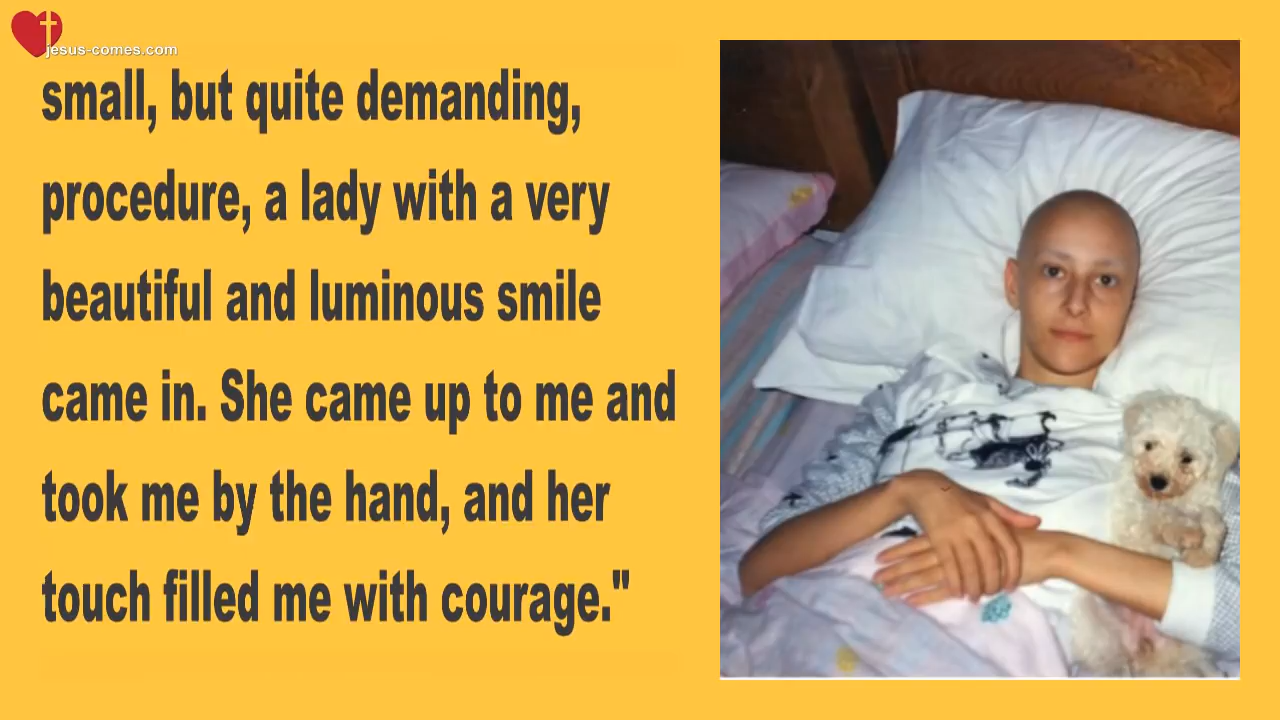 jesus-comes.com
small, but quite demanding,
procedure, a lady with a very
beautiful and luminous smile
came in. She came up to me and
took me by the hand, and her
touch filled me with courage."